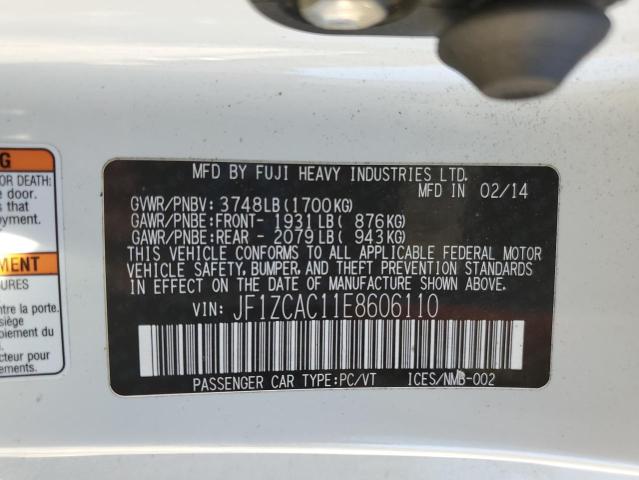 MFD BY FUJI HEAVY INDUSTRIES LTD.
MFD IN 02/14
GVWR/PNBV: 3748LB(1700KG)
GAWR/PNBE:FRONT- 1931LB( 876KG)
GAWR/PNBE:REAR - 2079LB( 943KG)
THIS VEHICLE CONFORMS TO ALL APPLICABLE FEDERAL MOTOR
VEHICLE SAFETY, BUMPER, AND THEFT PREVENTION STANDARDS
IN EFFECT ON THE DATE OF MANUFACTURE SHOWN ABOVE.
VIN: JF1ZCAC11E8606110
PASSENGER CAR TYPE:PC/VT ICES/NMB-002
OR DEATH:
door.
that
MENT
URES
ntre la porte.
siège
piement du
cteur pour
ements.